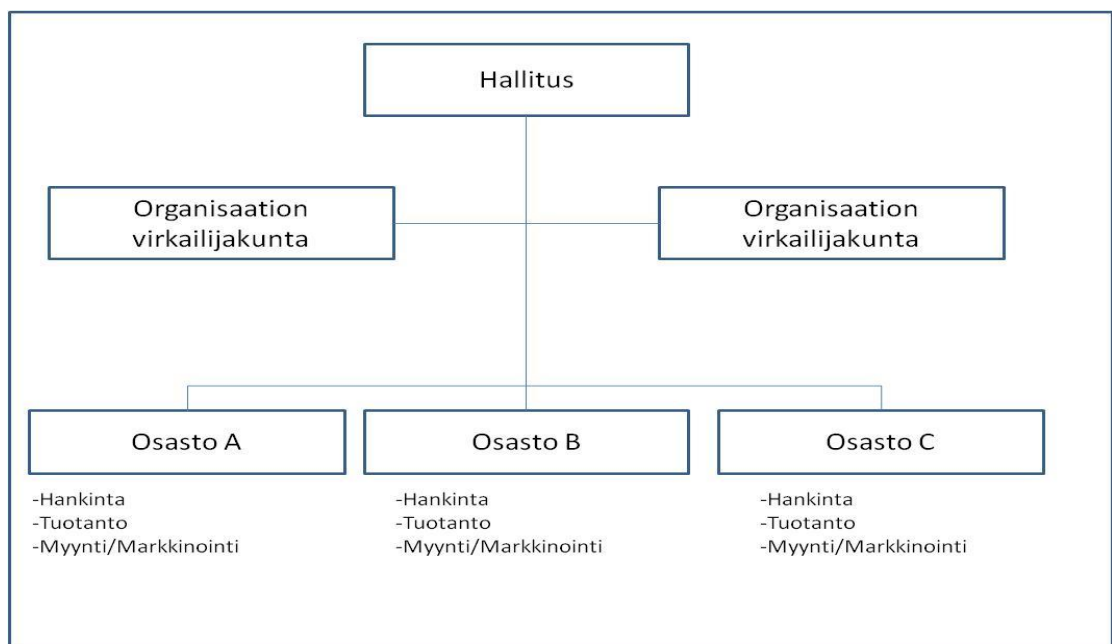 Hallitus
Organisaation
virkailijakunta
Organisaation
virkailijakunta
Osasto A
-Hankinta
-Tuotanto
-Myynti/Markkinointi
Osasto B
-Hankinta
-Tuotanto
-Myynti/Markkinointi
Osasto C
-Hankinta
-Tuotanto
-Myynti/Markkinointi